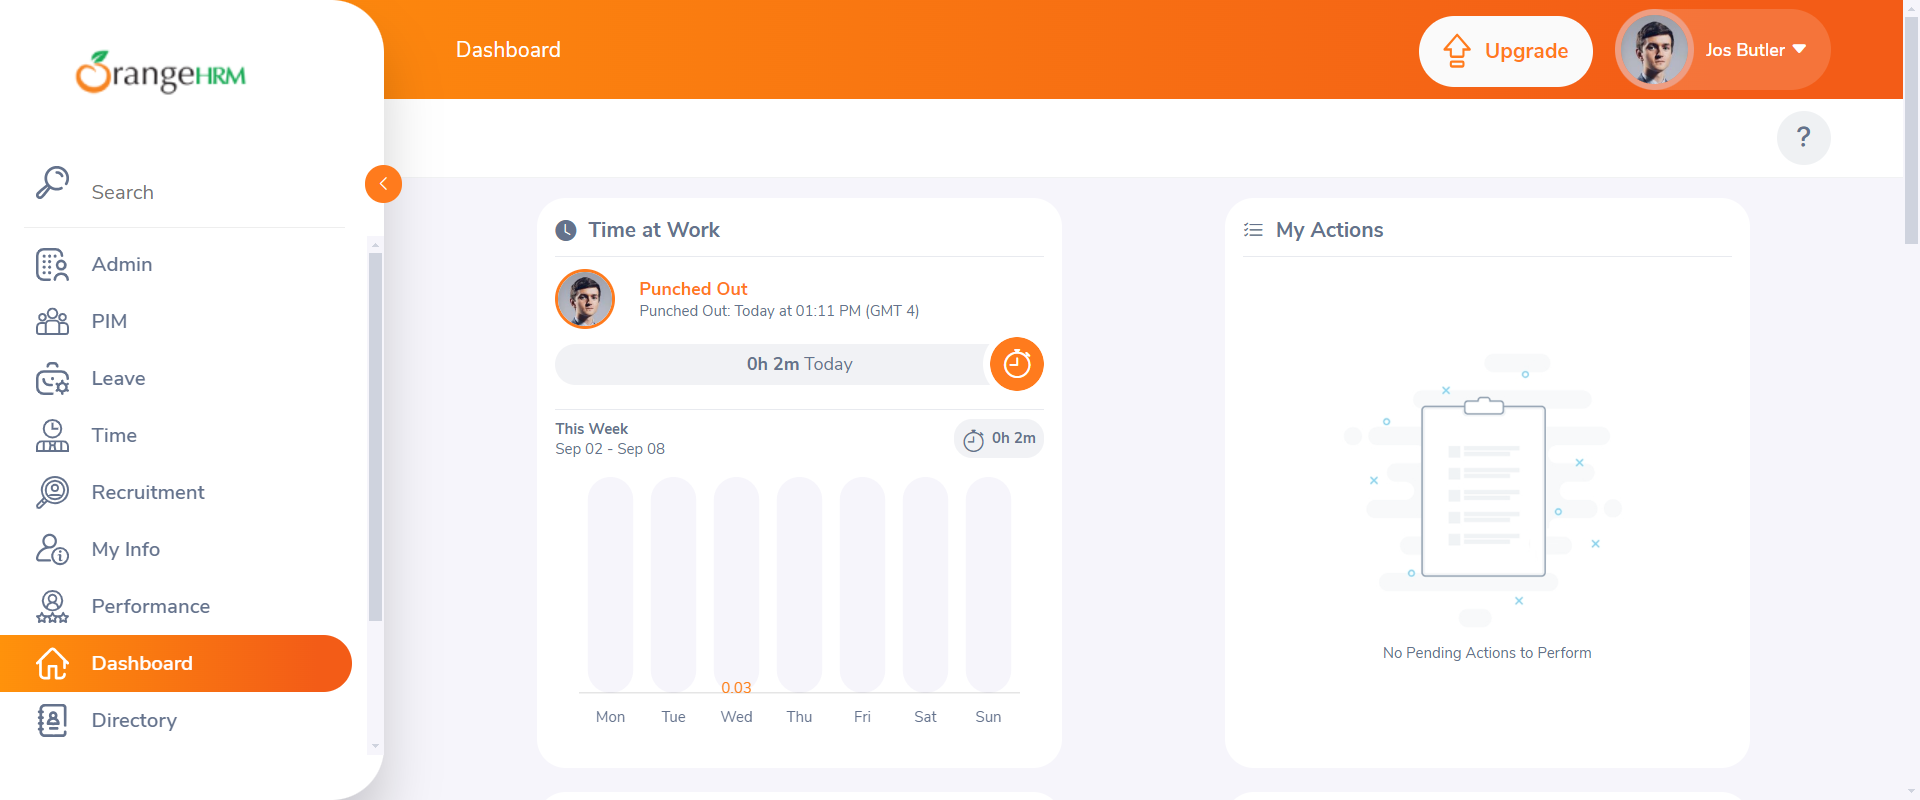 OrangeHRM
Search
Admin
PIM
Leave
Time
Recruitment
My Info
Performance
Dashboard
Directory
Dashboard
Upgrade
Jos Butler
?
Time at Work
Punched Out
Punched Out: Today at 01:11 PM (GMT 4)
0h 2m Today
This Week
Sep 02 - Sep 08
0h 2m
0.03
Mon Tue Wed Thu Fri Sat Sun
My Actions
No Pending Actions to Perform